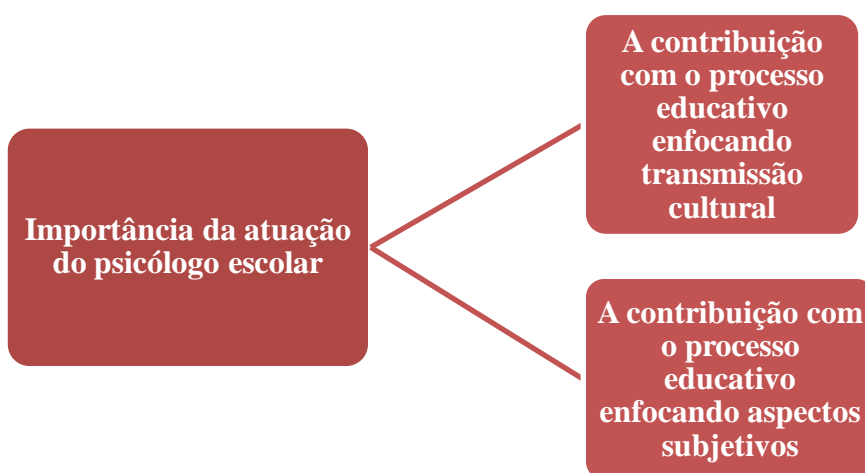 Importância da atuação
do psicólogo escolar
A contribuição
com o processo
educativo
enfocando
transmissão
cultural
A contribuição com
o processo
educativo
enfocando aspectos
subjetivos